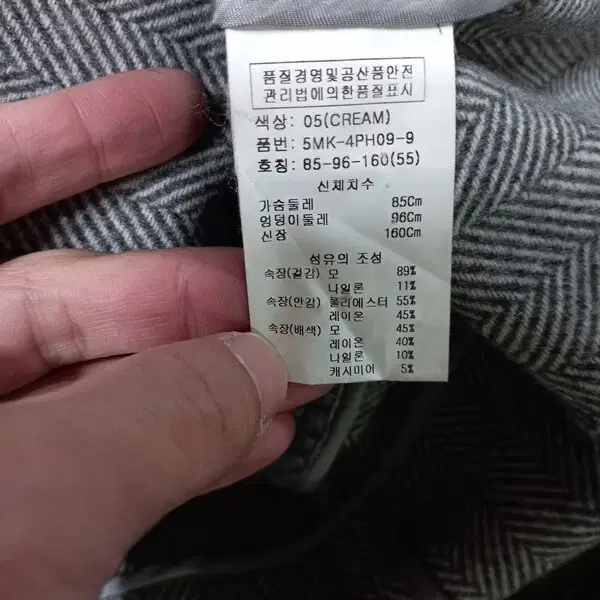 품질경영및공산품안전
관리법에의한품질표시
색상: 05(CREAM)
품번: 5MK-4PH09-9
호칭: 85-96-160(55)
신체치수
가슴둘레 85Cm
엉덩이둘레 96Cm
신장 160Cm
섬유의 조성
속장(겉감) 모 89%
나일론 11%
속장(안감) 폴리에스터 55%
레이온 45%
속장(배색) 모 45%
레이온 40%
나일론 10%
캐시미어 5%